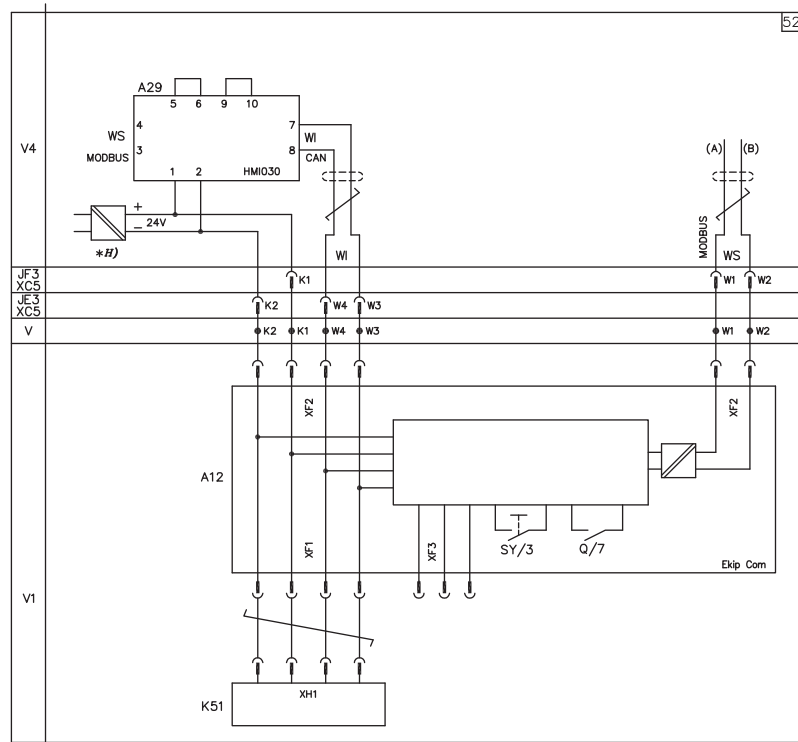 52
A29
5 6 9 10
4 7
WS WI
MODBUS 3 8 CAN
1 2 HMI030
V4
(A) (B)
+
24V
−
*H)
WI
MODBUS
WS
JF3
XC5
K1 W1 W2
JE3
XC5
K2 W4 W3
V
K2 K1 W4 W3 W1 W2
XF2 XF2
A12
XF1 XF3
SY/3 Q/7
Ekip Com
V1
XH1
K51